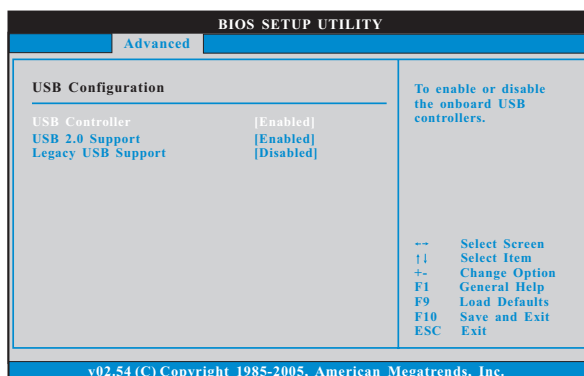 BIOS SETUP UTILITY
Advanced
USB Configuration
USB Controller [Enabled]
USB 2.0 Support [Enabled]
Legacy USB Support [Disabled]
To enable or disable
the onboard USB
controllers.
←→ Select Screen
↑↓ Select Item
+- Change Option
F1 General Help
F9 Load Defaults
F10 Save and Exit
ESC Exit
v02.54 (C) Copyright 1985-2005, American Megatrends, Inc.